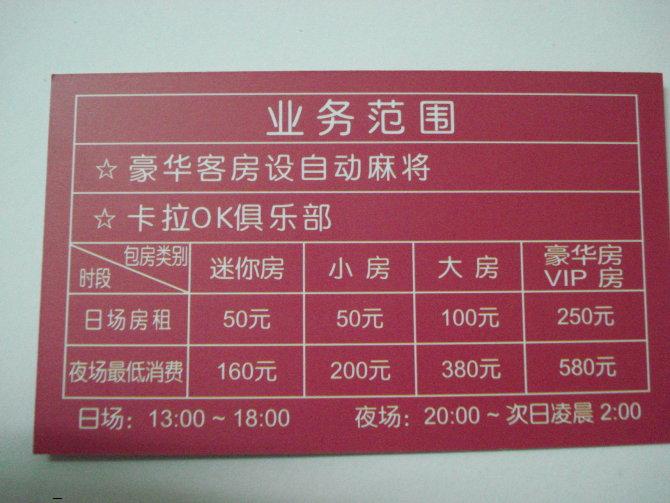 业务范围
☆ 豪华客房设自动麻将
☆ 卡拉OK俱乐部
包房类别 时段 迷你房 小房 大房 豪华房 VIP 房
日场房租 50元 50元 100元 250元
夜场最低消费 160元 200元 380元 580元
日场：13:00 ~ 18:00 夜场：20:00 ~ 次日凌晨 2:00